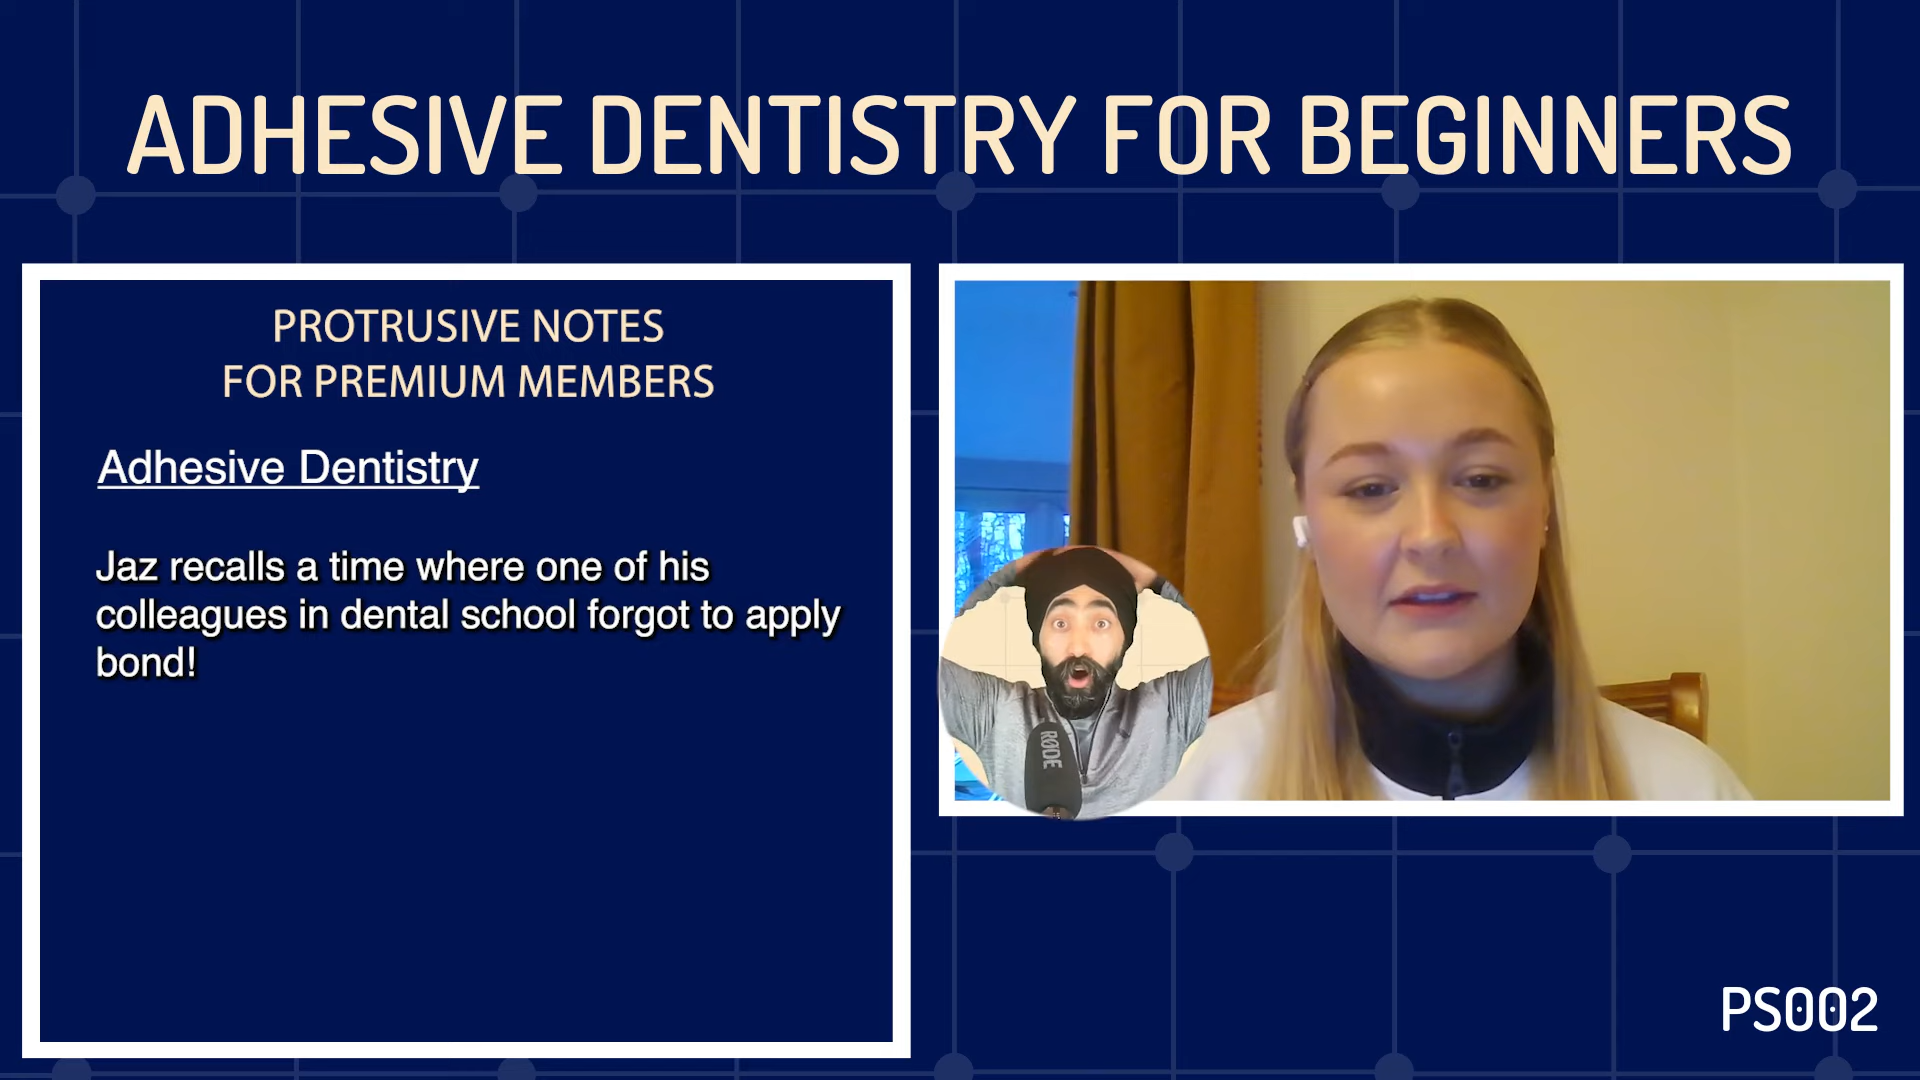 ADHESIVE DENTISTRY FOR BEGINNERS
PROTRUSIVE NOTES
FOR PREMIUM MEMBERS
Adhesive Dentistry
Jaz recalls a time where one of his
colleagues in dental school forgot to apply
bond!
RØDE
PS002